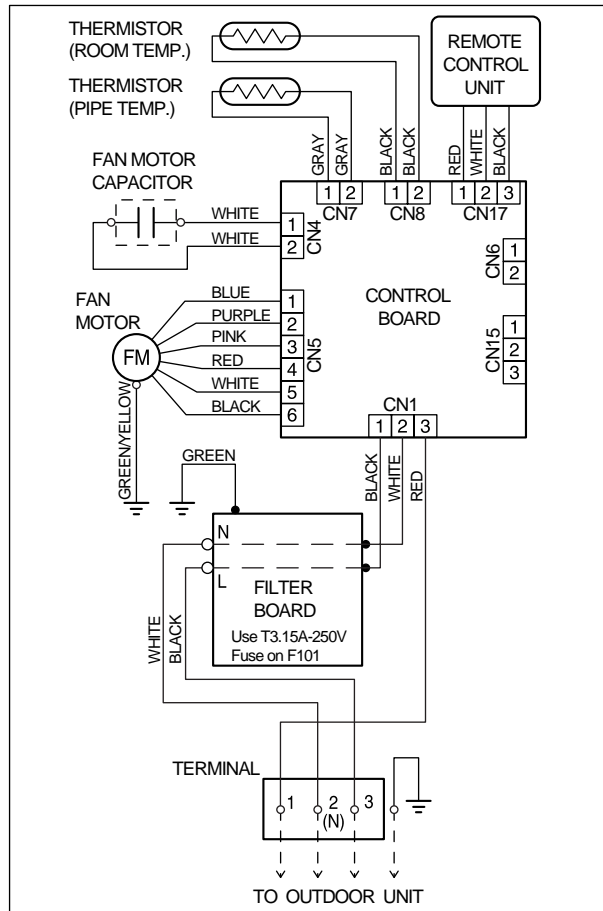 THERMISTOR
(ROOM TEMP.)
THERMISTOR
(PIPE TEMP.)
REMOTE
CONTROL
UNIT
FAN MOTOR
CAPACITOR
GRAY
GRAY
BLACK
BLACK
RED
WHITE
BLACK
1 2
CN7
1 2
CN8
1 2 3
CN17
WHITE
WHITE
1
2
CN4
CN6
1
2
FAN
MOTOR
FM
BLUE
PURPLE
PINK
RED
WHITE
BLACK
1
2
3
4
5
6
CN5
CONTROL
BOARD
CN15
1
2
3
CN1
1 2 3
GREEN/YELLOW
GREEN
BLACK
WHITE
RED
N
L
FILTER
BOARD
Use T3.15A-250V
Fuse on F101
WHITE
BLACK
TERMINAL
1 2 3
(N)
TO OUTDOOR UNIT